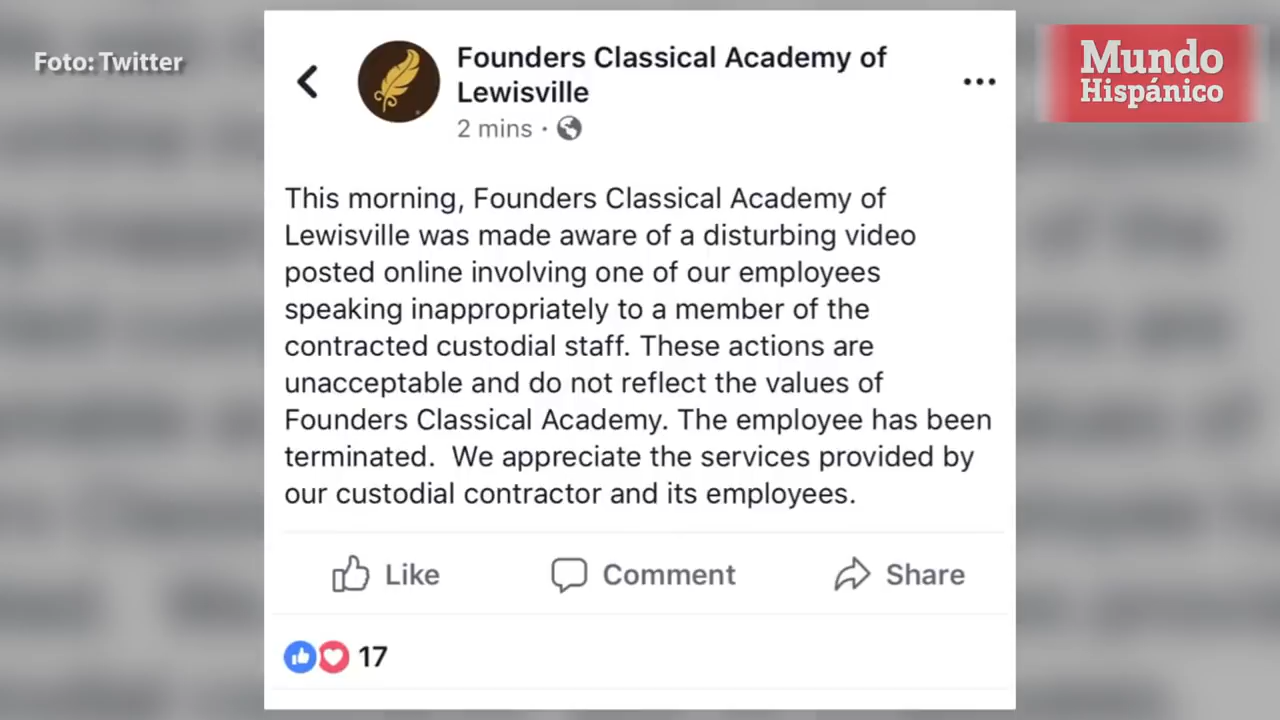 Foto: Twitter
Mundo
Hispánico
Founders Classical Academy of
Lewisville
2 mins ·
This morning, Founders Classical Academy of
Lewisville was made aware of a disturbing video
posted online involving one of our employees
speaking inappropriately to a member of the
contracted custodial staff. These actions are
unacceptable and do not reflect the values of
Founders Classical Academy. The employee has been
terminated.  We appreciate the services provided by
our custodial contractor and its employees.
Like
Comment
Share
17